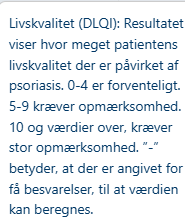 Livskvalitet (DLQI): Resultatet
viser hvor meget patientens
livskvalitet der er påvirket af
psoriasis. 0-4 er forventeligt.
5-9 kræver opmærksomhed.
10 og værdier over, kræver
stor opmærksomhed. ”-”
betyder, at der er angivet for
få besvarelser, til at værdien
kan beregnes.